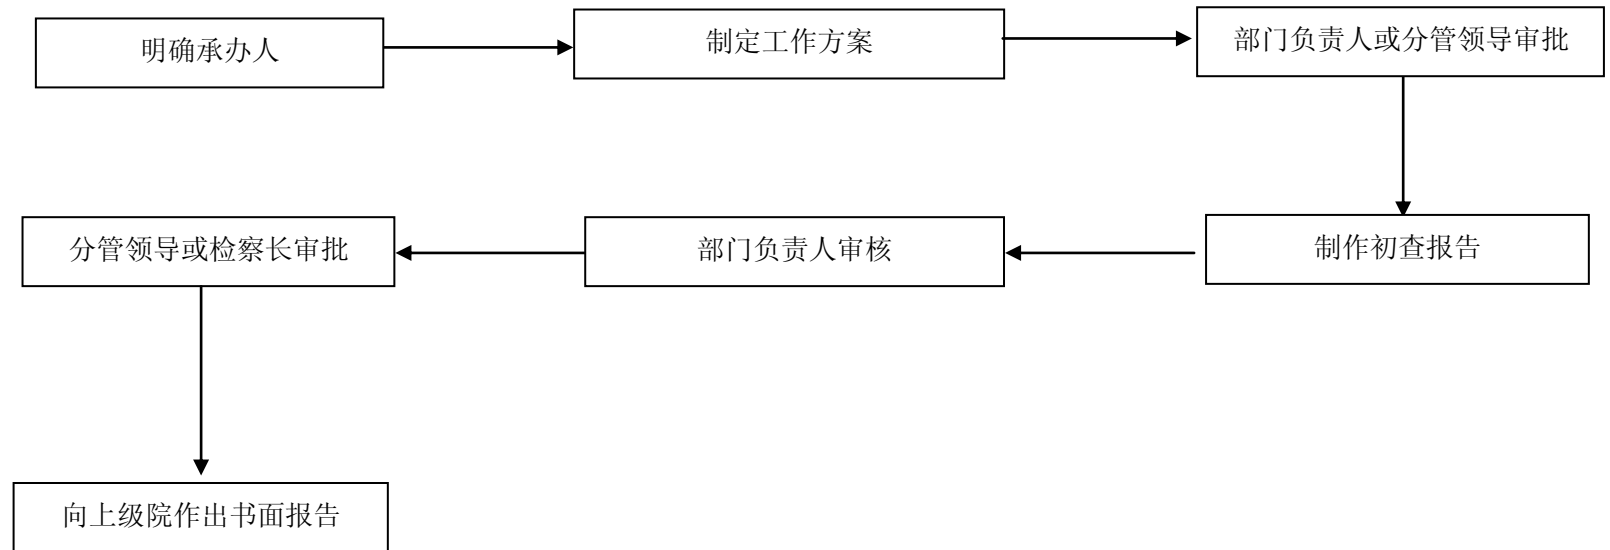 明确承办人
制定工作方案
部门负责人或分管领导审批
制作初查报告
部门负责人审核
分管领导或检察长审批
向上级院作出书面报告